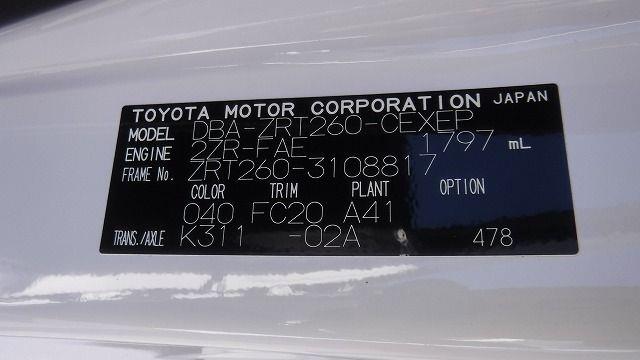 TOYOTA MOTOR CORPORATION JAPAN
MODEL DBA-ZRT260-CEXEP
ENGINE 2ZR-FAE 1797 mL
FRAME No. ZRT260-3108817
COLOR TRIM PLANT OPTION
040 FC20 A41
TRANS./AXLE K311 -02A 478